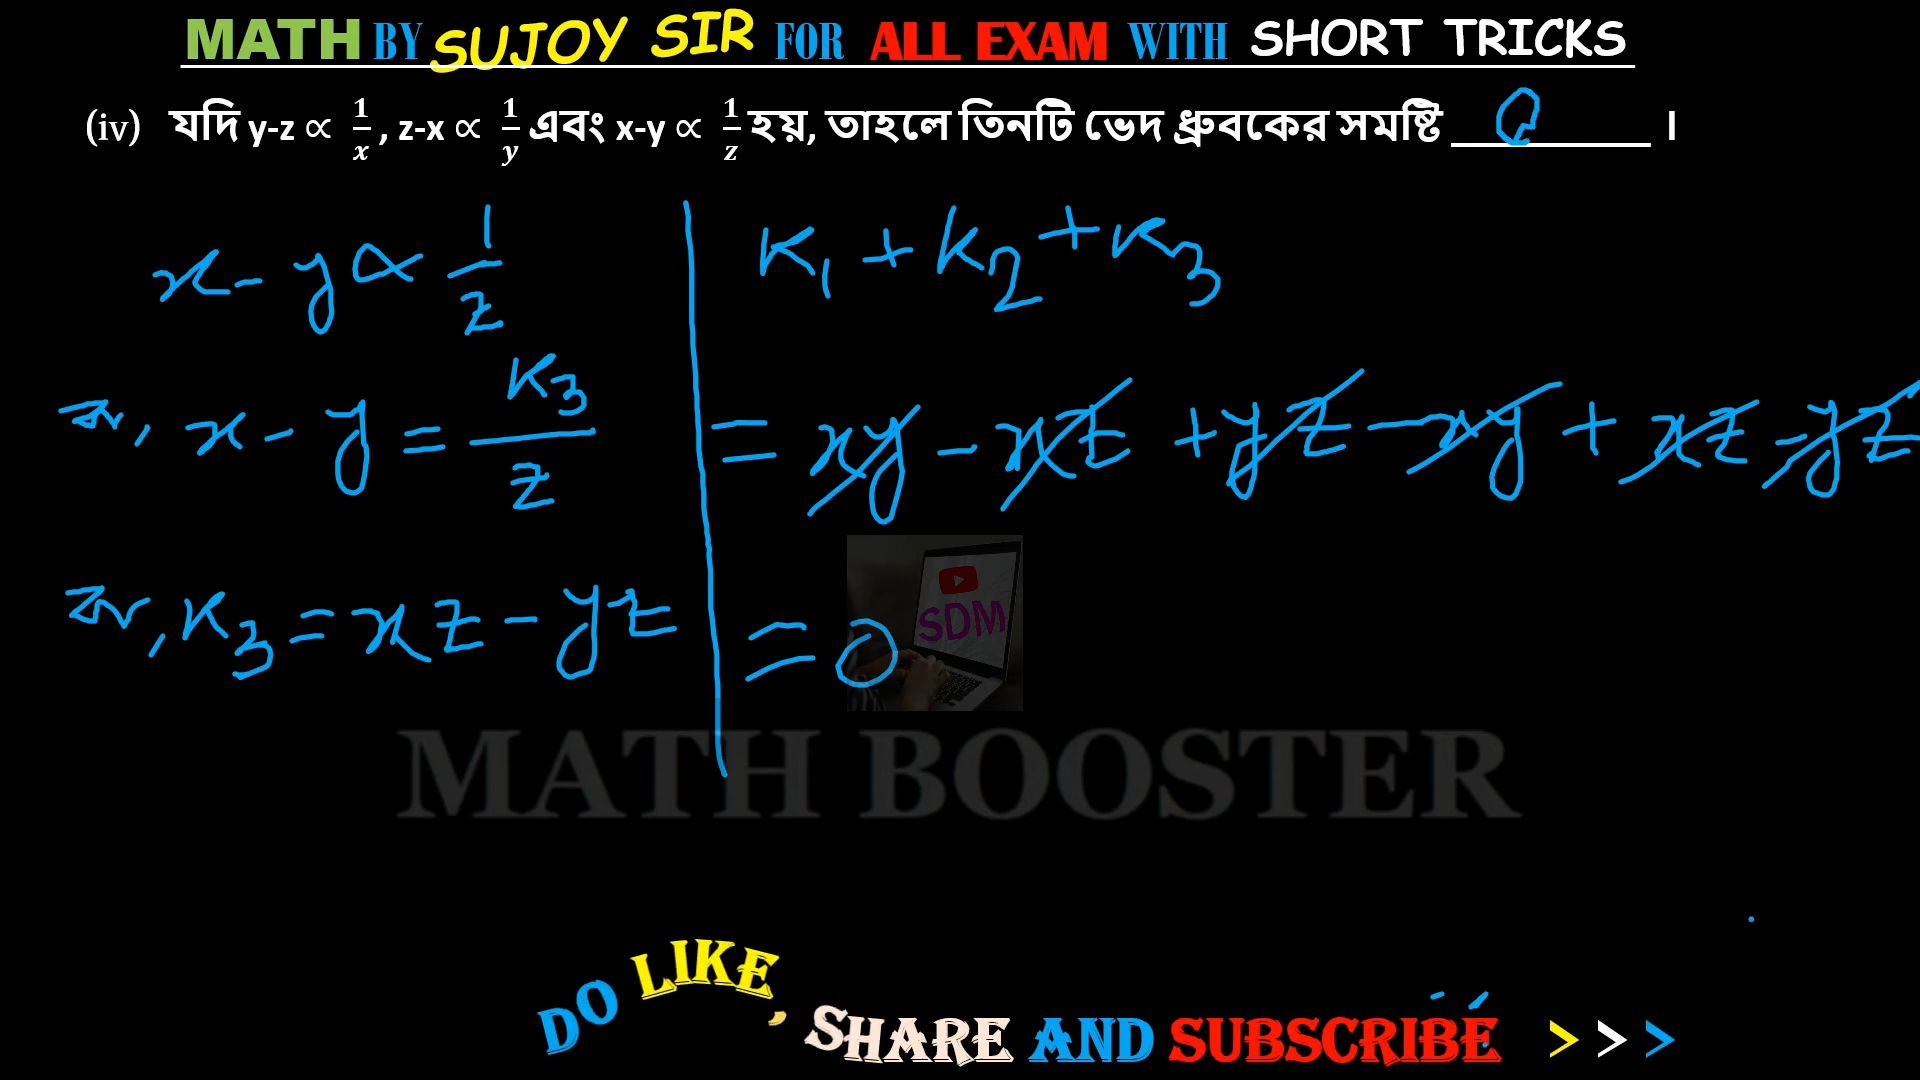 MATH BY SUJOY SIR FOR ALL EXAM WITH SHORT TRICKS
(iv) যদি y-z ∝ 1/x , z-x ∝ 1/y এবং x-y ∝ 1/z হয়, তাহলে তিনটি ভেদ ধ্রুবকের সমষ্টি 0 ।
x - y ∝ 1/z
বা, x - y = K3/z
বা, K3 = xz - yz
K1 + K2 + K3
= xy - xz + yz - xy + xz - yz
= 0
SDM
MATH BOOSTER
DO LIKE, SHARE AND SUBSCRIBE > > >